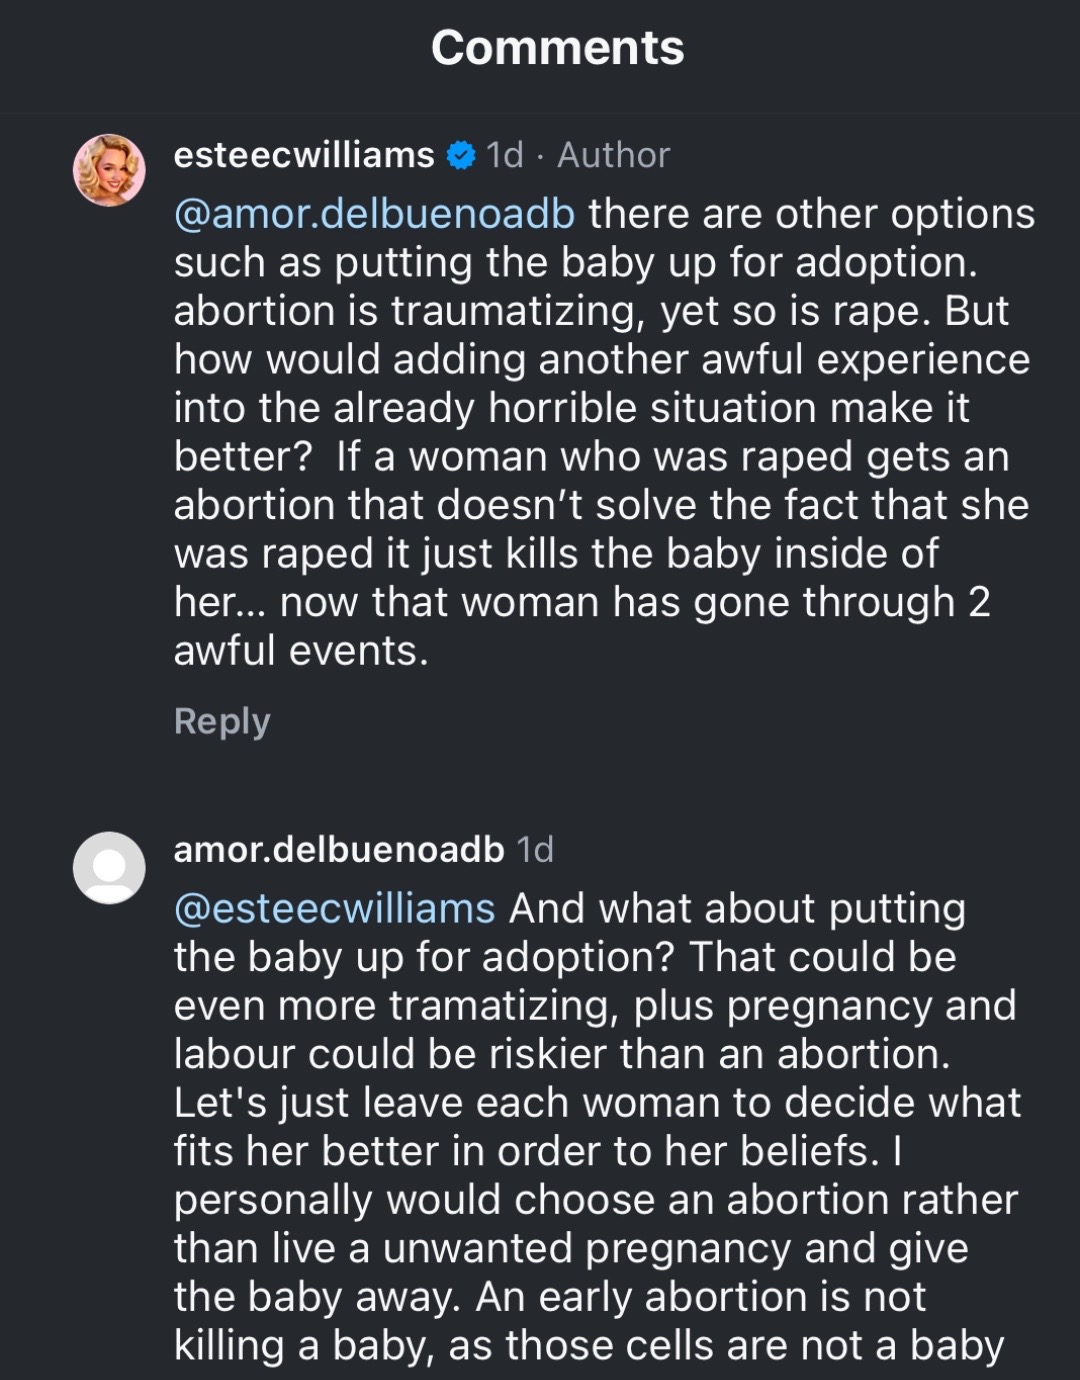 Comments
esteecwilliams 1d · Author
@amor.delbuenoadb there are other options
such as putting the baby up for adoption.
abortion is traumatizing, yet so is rape. But
how would adding another awful experience
into the already horrible situation make it
better?  If a woman who was raped gets an
abortion that doesn’t solve the fact that she
was raped it just kills the baby inside of
her... now that woman has gone through 2
awful events.
Reply
amor.delbuenoadb 1d
@esteecwilliams And what about putting
the baby up for adoption? That could be
even more tramatizing, plus pregnancy and
labour could be riskier than an abortion.
Let's just leave each woman to decide what
fits her better in order to her beliefs. I
personally would choose an abortion rather
than live a unwanted pregnancy and give
the baby away. An early abortion is not
killing a baby, as those cells are not a baby